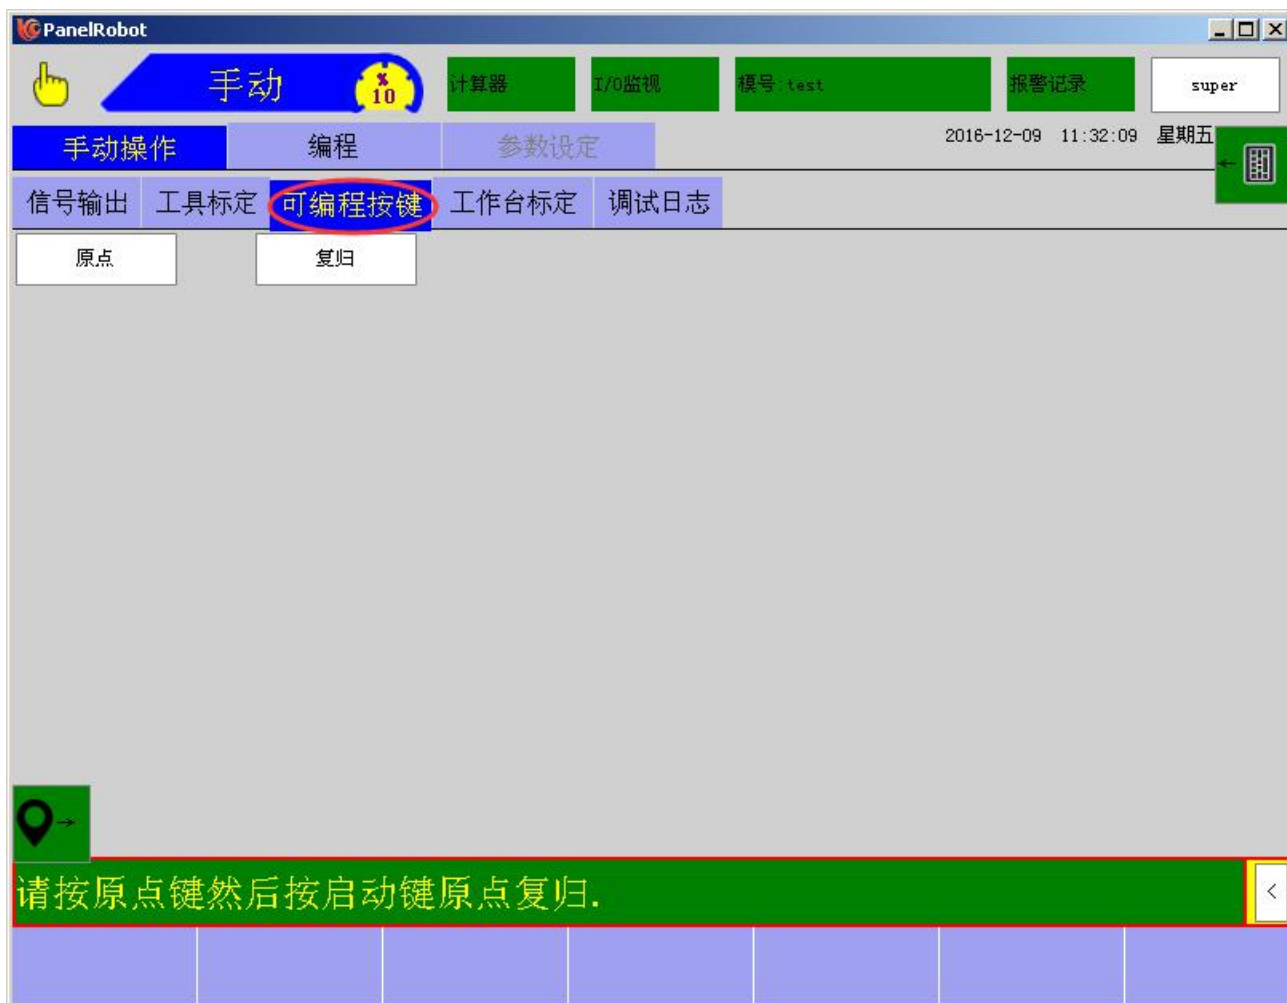 PanelRobot
手动 % 10 计算器 I/O监视 模号:test 报警记录 super
手动操作 编程 参数设定 2016-12-09 11:32:09 星期五
信号输出 工具标定 可编程按键 工作台标定 调试日志
原点 复归
请按原点键然后按启动键原点复归.